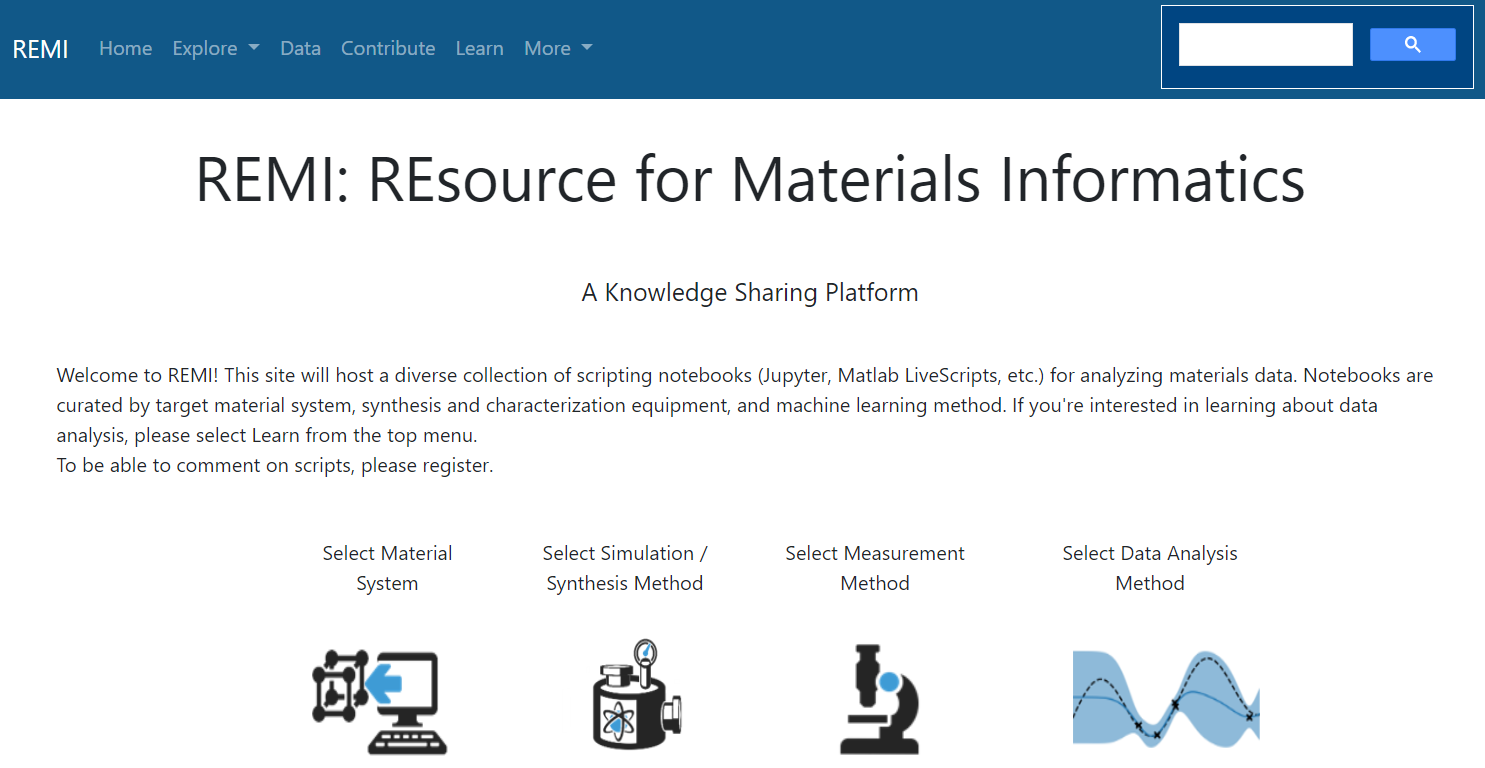 REMI Home Explore Data Contribute Learn More
REMI: REsource for Materials Informatics
A Knowledge Sharing Platform
Welcome to REMI! This site will host a diverse collection of scripting notebooks (Jupyter, Matlab LiveScripts, etc.) for analyzing materials data. Notebooks are
curated by target material system, synthesis and characterization equipment, and machine learning method. If you're interested in learning about data
analysis, please select Learn from the top menu.
To be able to comment on scripts, please register.
Select Material
System
Select Simulation /
Synthesis Method
Select Measurement
Method
Select Data Analysis
Method